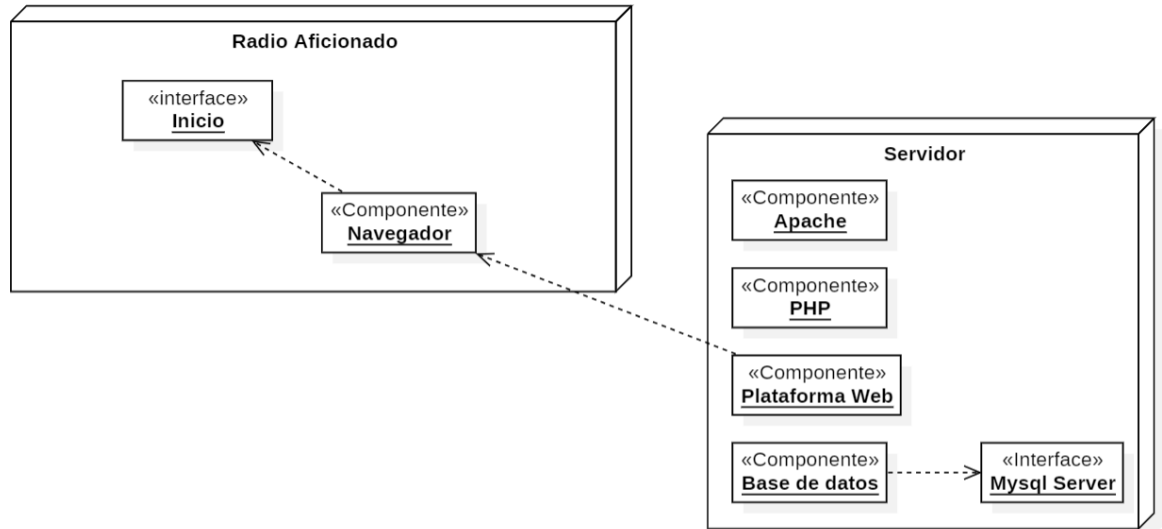 Radio Aficionado
«interface»
Inicio
«Componente»
Navegador
Servidor
«Componente»
Apache
«Componente»
PHP
«Componente»
Plataforma Web
«Componente»
Base de datos
«Interface»
Mysql Server